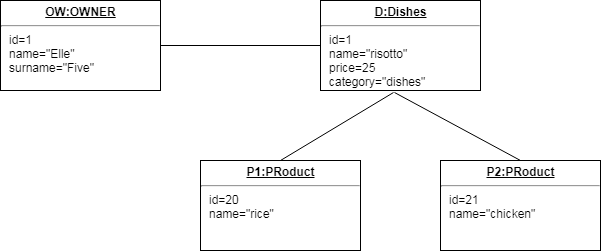 OW:OWNER
id=1
name="Elle"
surname="Five"
D:Dishes
id=1
name="risotto"
price=25
category="dishes"
P1:PRoduct
id=20
name="rice"
P2:PRoduct
id=21
name="chicken"